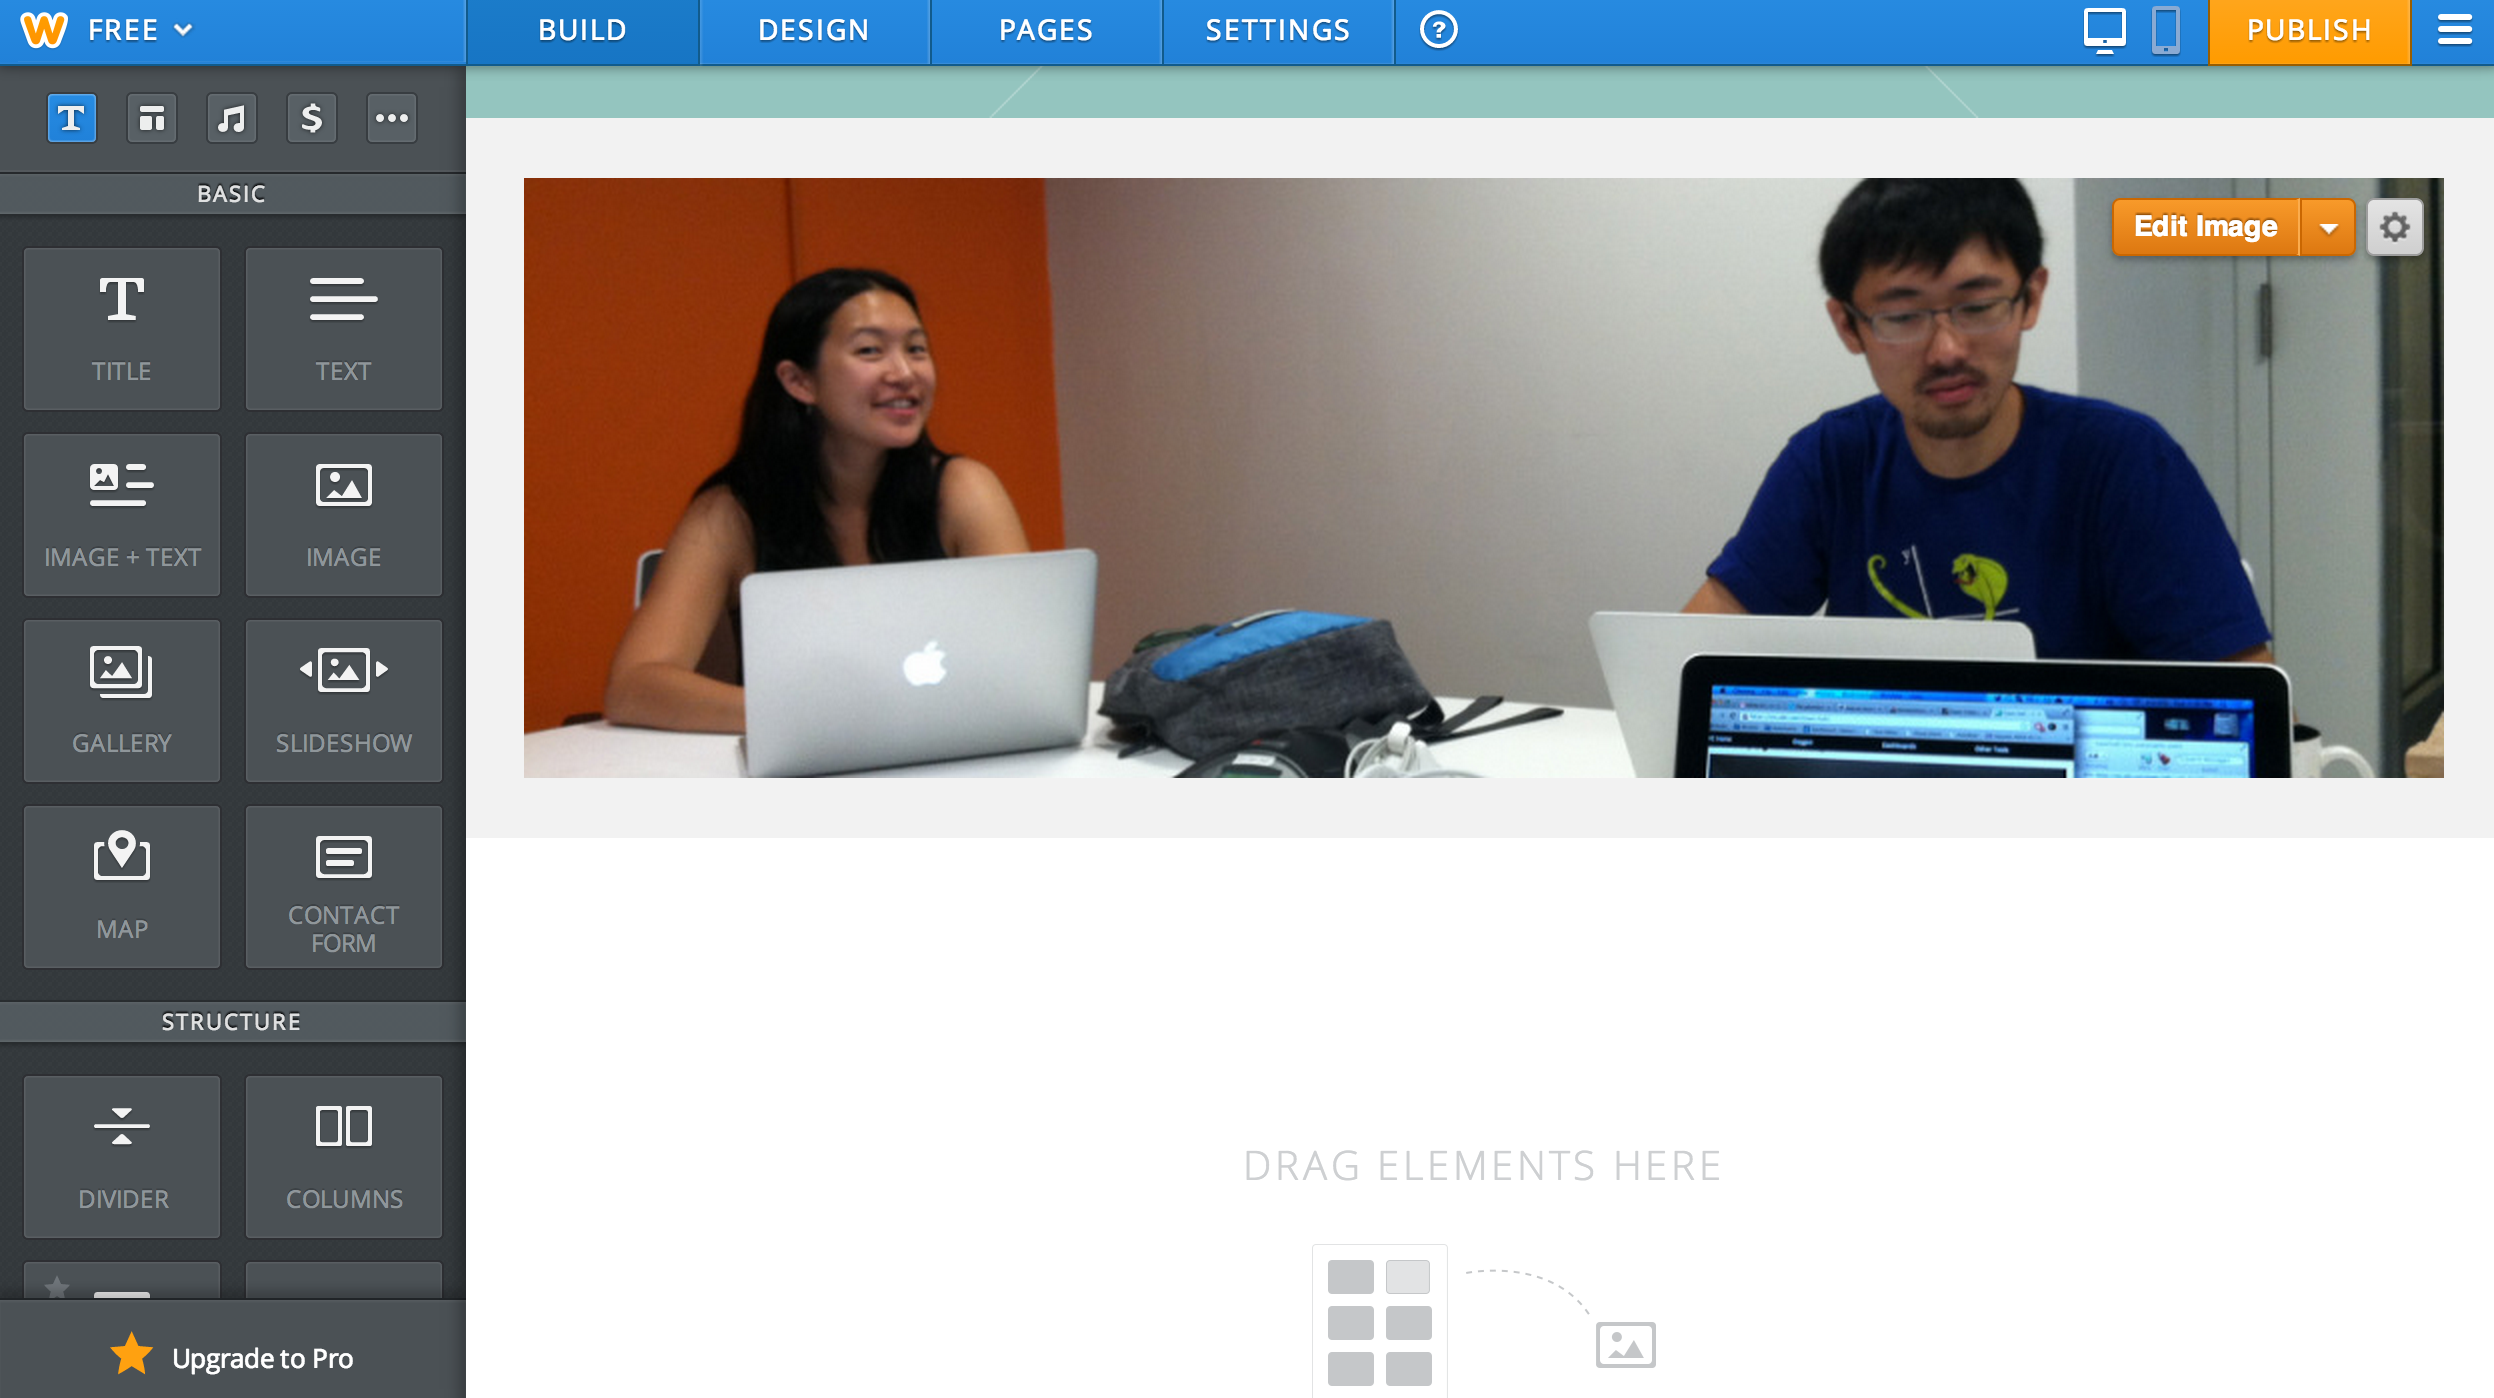 FREE
BUILD
DESIGN
PAGES
SETTINGS
?
PUBLISH
T
$
BASIC
T
TITLE
TEXT
IMAGE + TEXT
IMAGE
GALLERY
SLIDESHOW
MAP
CONTACT
FORM
STRUCTURE
DIVIDER
COLUMNS
Upgrade to Pro
Edit Image
y
DRAG ELEMENTS HERE